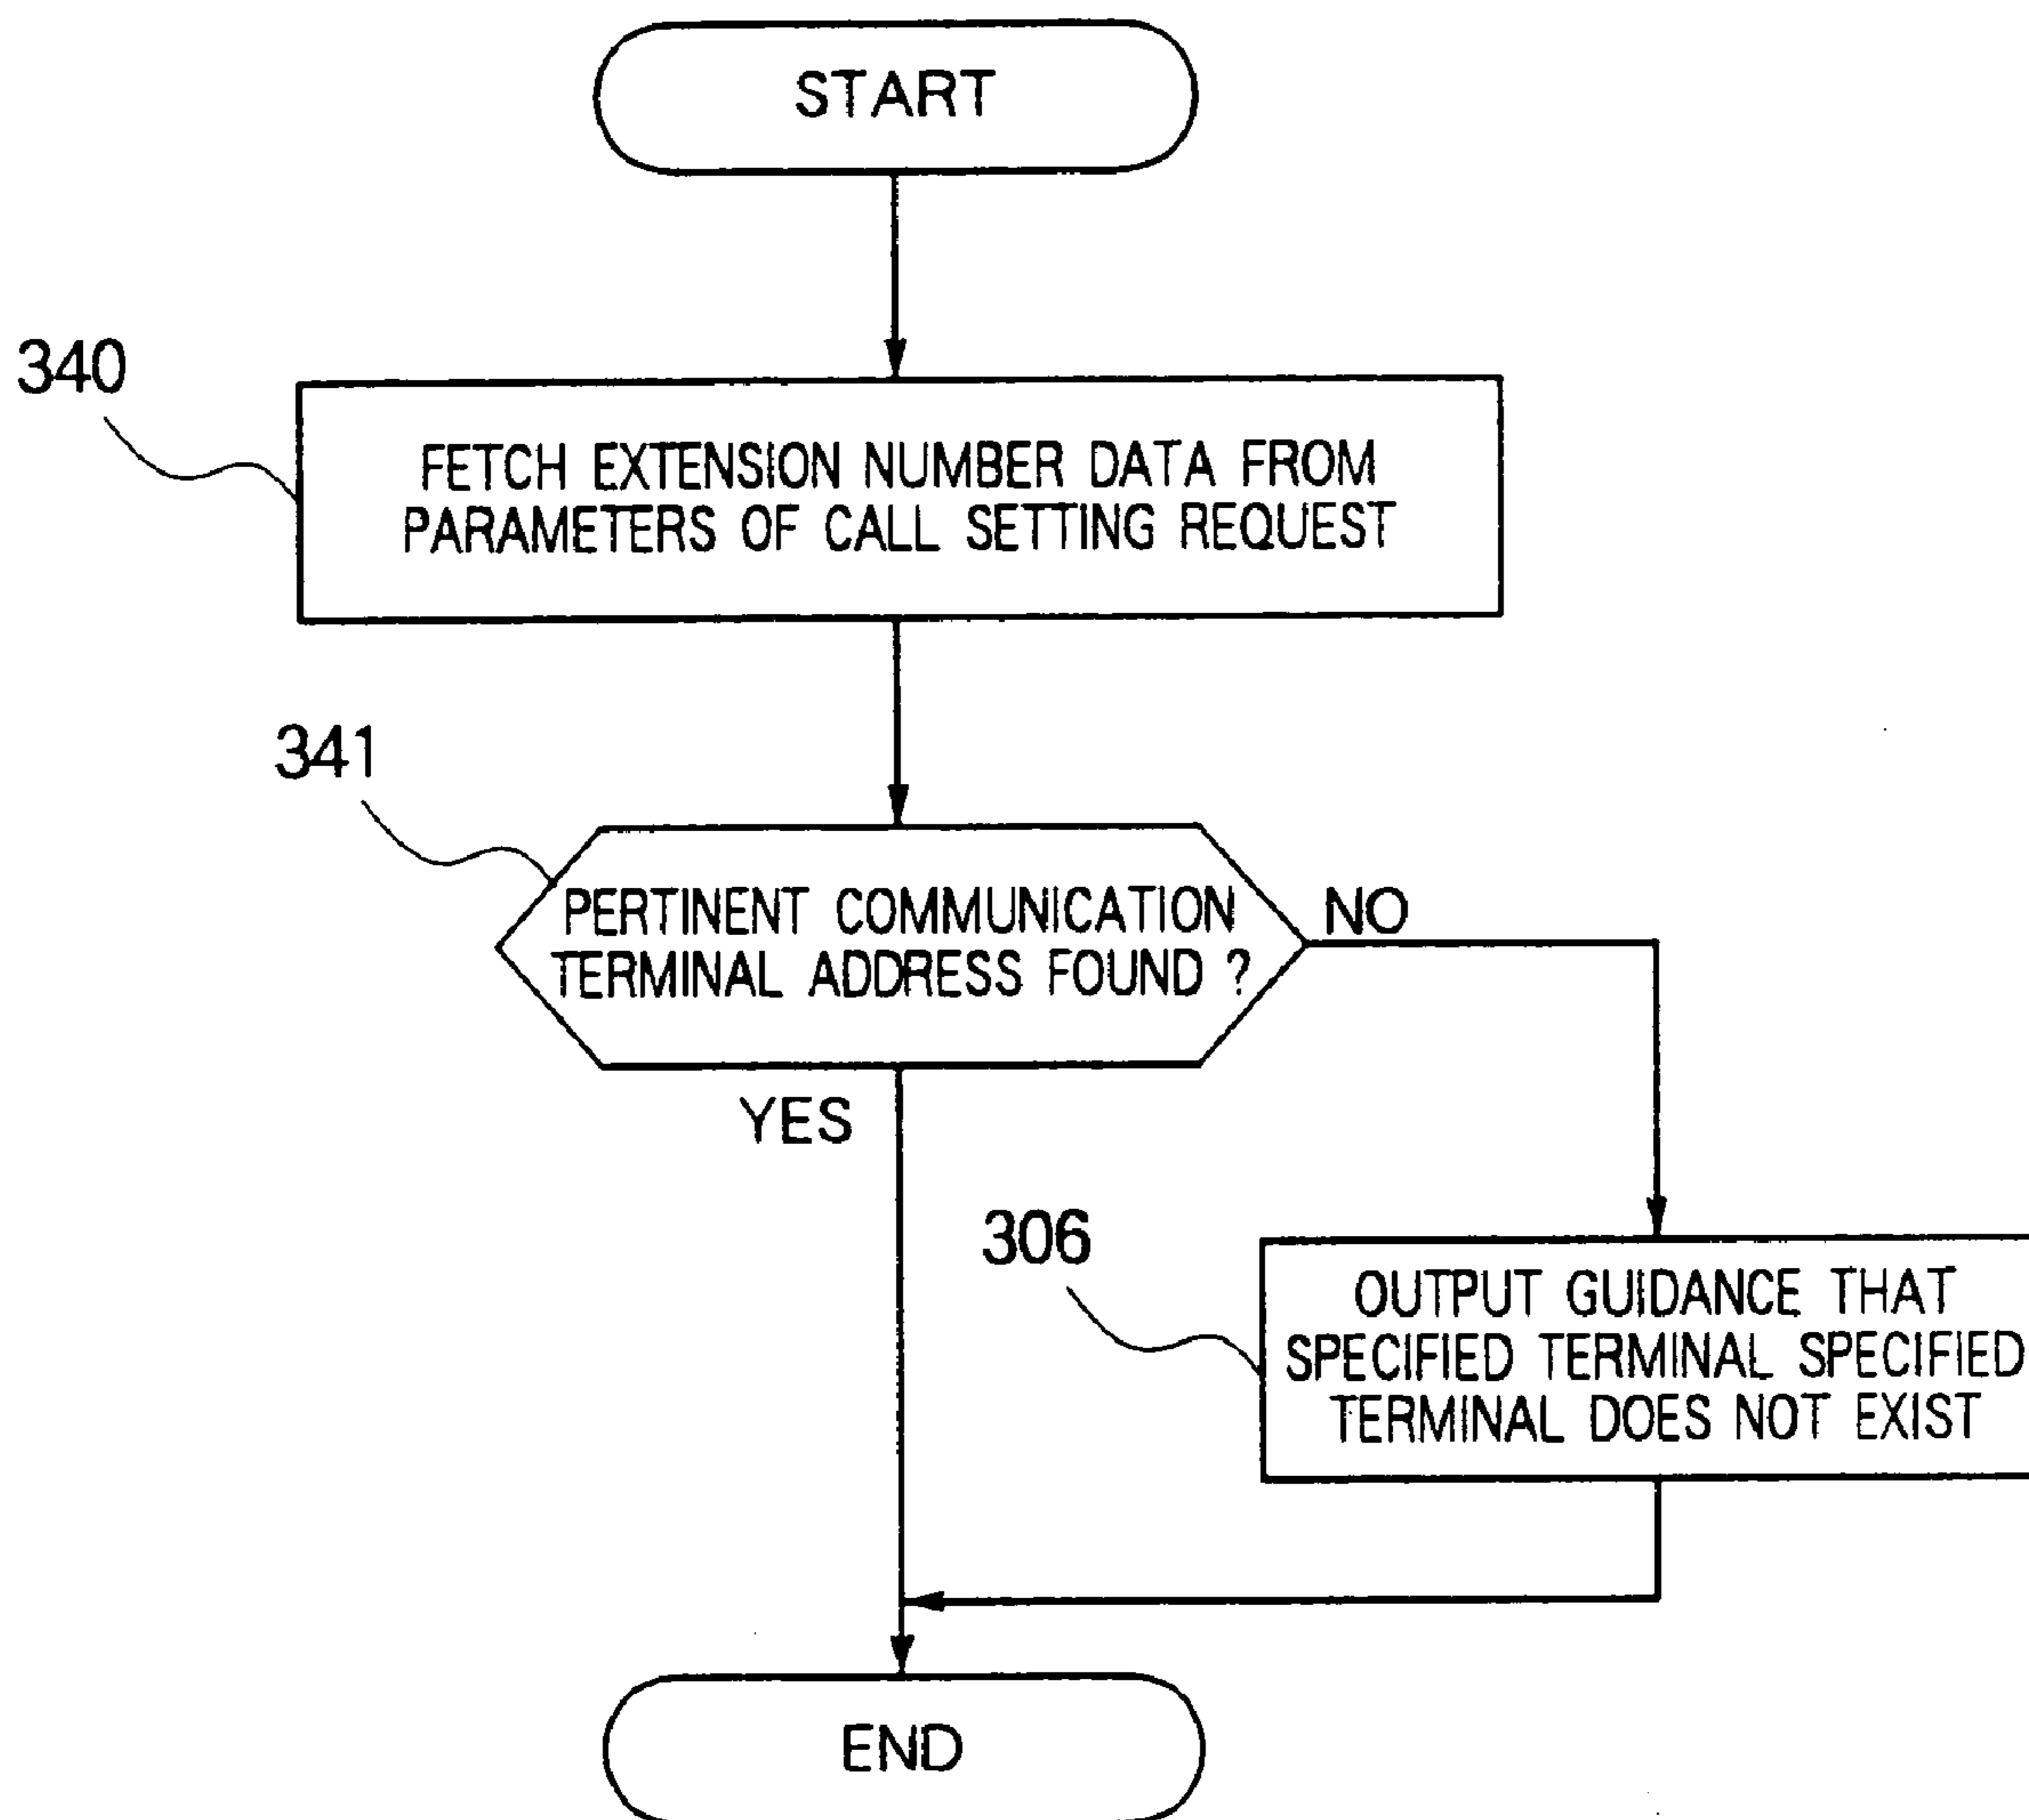 START
340
FETCH EXTENSION NUMBER DATA FROM
PARAMETERS OF CALL SETTING REQUEST
341
PERTINENT COMMUNICATION
TERMINAL ADDRESS FOUND ?
NO
YES
306
OUTPUT GUIDANCE THAT
SPECIFIED TERMINAL SPECIFIED
TERMINAL DOES NOT EXIST
END